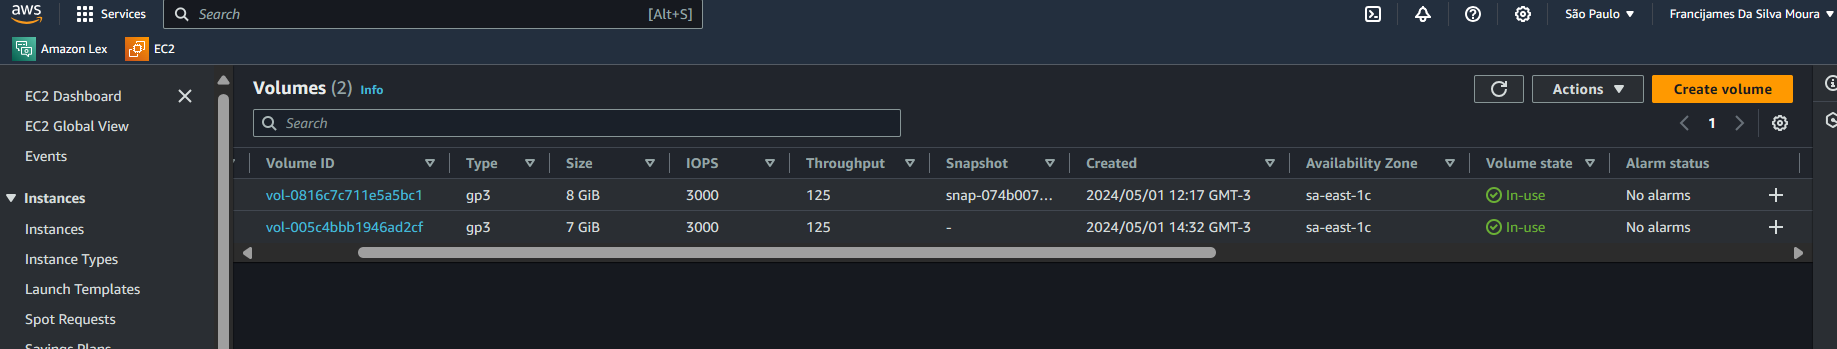 aws Services Search [Alt+S] São Paulo Francijames Da Silva Moura
Amazon Lex EC2
EC2 Dashboard
EC2 Global View
Events
Instances
Instances
Instance Types
Launch Templates
Spot Requests
Savings Plans
Volumes (2) Info Actions Create volume
Search 1
Volume ID Type Size IOPS Throughput Snapshot Created Availability Zone Volume state Alarm status
vol-0816c7c711e5a5bc1 gp3 8 GiB 3000 125 snap-074b007... 2024/05/01 12:17 GMT-3 sa-east-1c In-use No alarms
vol-005c4bbb1946ad2cf gp3 7 GiB 3000 125 - 2024/05/01 14:32 GMT-3 sa-east-1c In-use No alarms